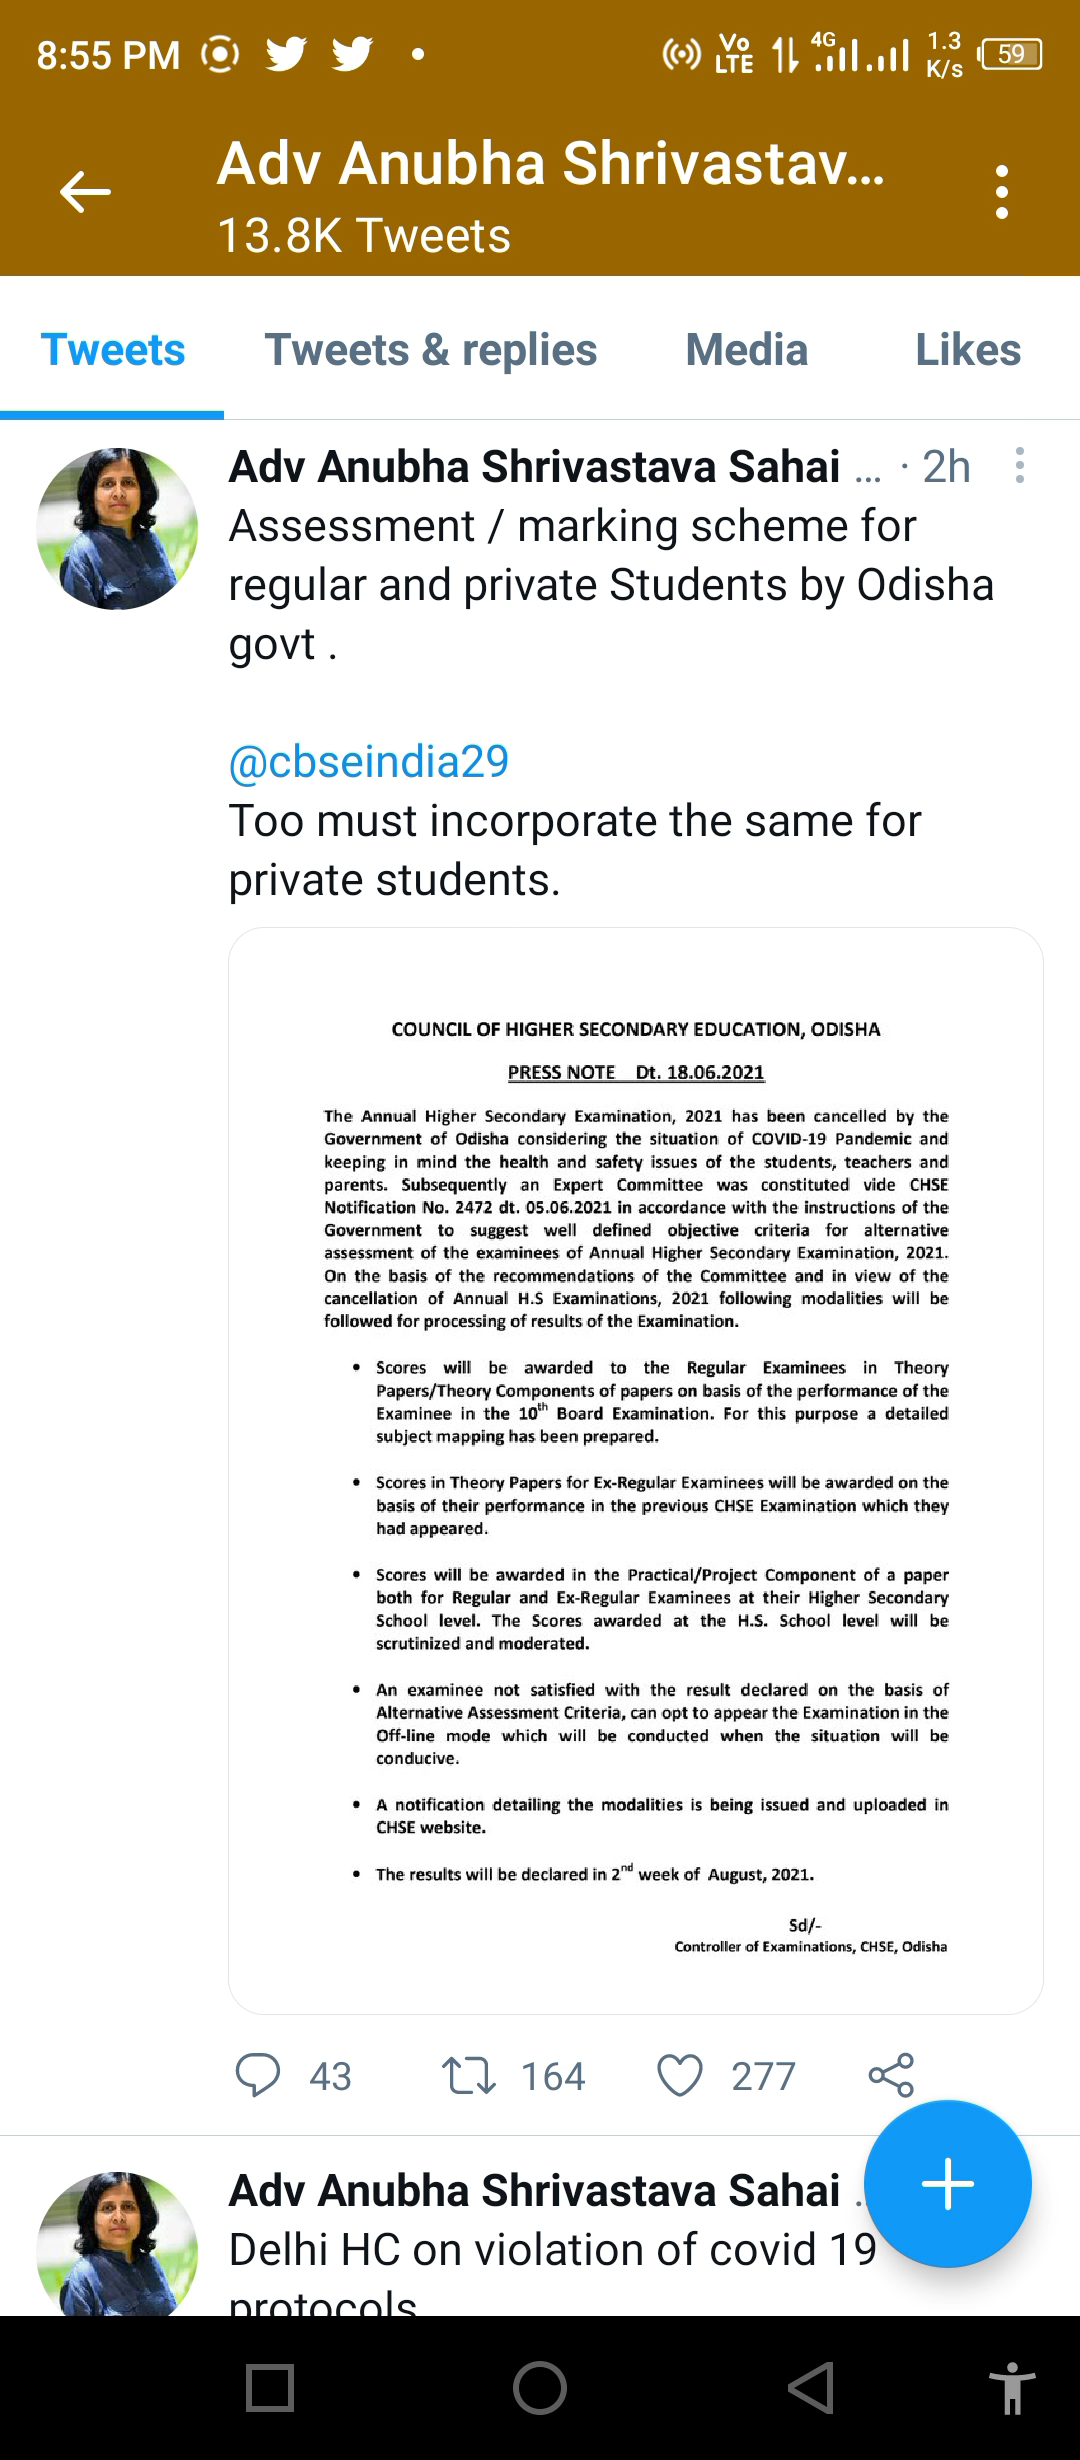 8:55 PM
Vo LTE 4G 1.3 K/s 59
Adv Anubha Shrivastav...
13.8K Tweets
Tweets Tweets & replies Media Likes
Adv Anubha Shrivastava Sahai ... · 2h
Assessment / marking scheme for
regular and private Students by Odisha
govt .
@cbseindia29
Too must incorporate the same for
private students.
COUNCIL OF HIGHER SECONDARY EDUCATION, ODISHA
PRESS NOTE Dt. 18.06.2021
The Annual Higher Secondary Examination, 2021 has been cancelled by the
Government of Odisha considering the situation of COVID-19 Pandemic and
keeping in mind the health and safety issues of the students, teachers and
parents. Subsequently an Expert Committee was constituted vide CHSE
Notification No. 2472 dt. 05.06.2021 in accordance with the instructions of the
Government to suggest well defined objective criteria for alternative
assessment of the examinees of Annual Higher Secondary Examination, 2021.
On the basis of the recommendations of the Committee and in view of the
cancellation of Annual H.S Examinations, 2021 following modalities will be
followed for processing of results of the Examination.
• Scores will be awarded to the Regular Examinees in Theory
Papers/Theory Components of papers on basis of the performance of the
Examinee in the 10th Board Examination. For this purpose a detailed
subject mapping has been prepared.
• Scores in Theory Papers for Ex-Regular Examinees will be awarded on the
basis of their performance in the previous CHSE Examination which they
had appeared.
• Scores will be awarded in the Practical/Project Component of a paper
both for Regular and Ex-Regular Examinees at their Higher Secondary
School level. The Scores awarded at the H.S. School level will be
scrutinized and moderated.
• An examinee not satisfied with the result declared on the basis of
Alternative Assessment Criteria, can opt to appear the Examination in the
Off-line mode which will be conducted when the situation will be
conducive.
• A notification detailing the modalities is being issued and uploaded in
CHSE website.
• The results will be declared in 2nd week of August, 2021.
Sd/-
Controller of Examinations, CHSE, Odisha
43 164 277
Adv Anubha Shrivastava Sahai .
Delhi HC on violation of covid 19
protocols